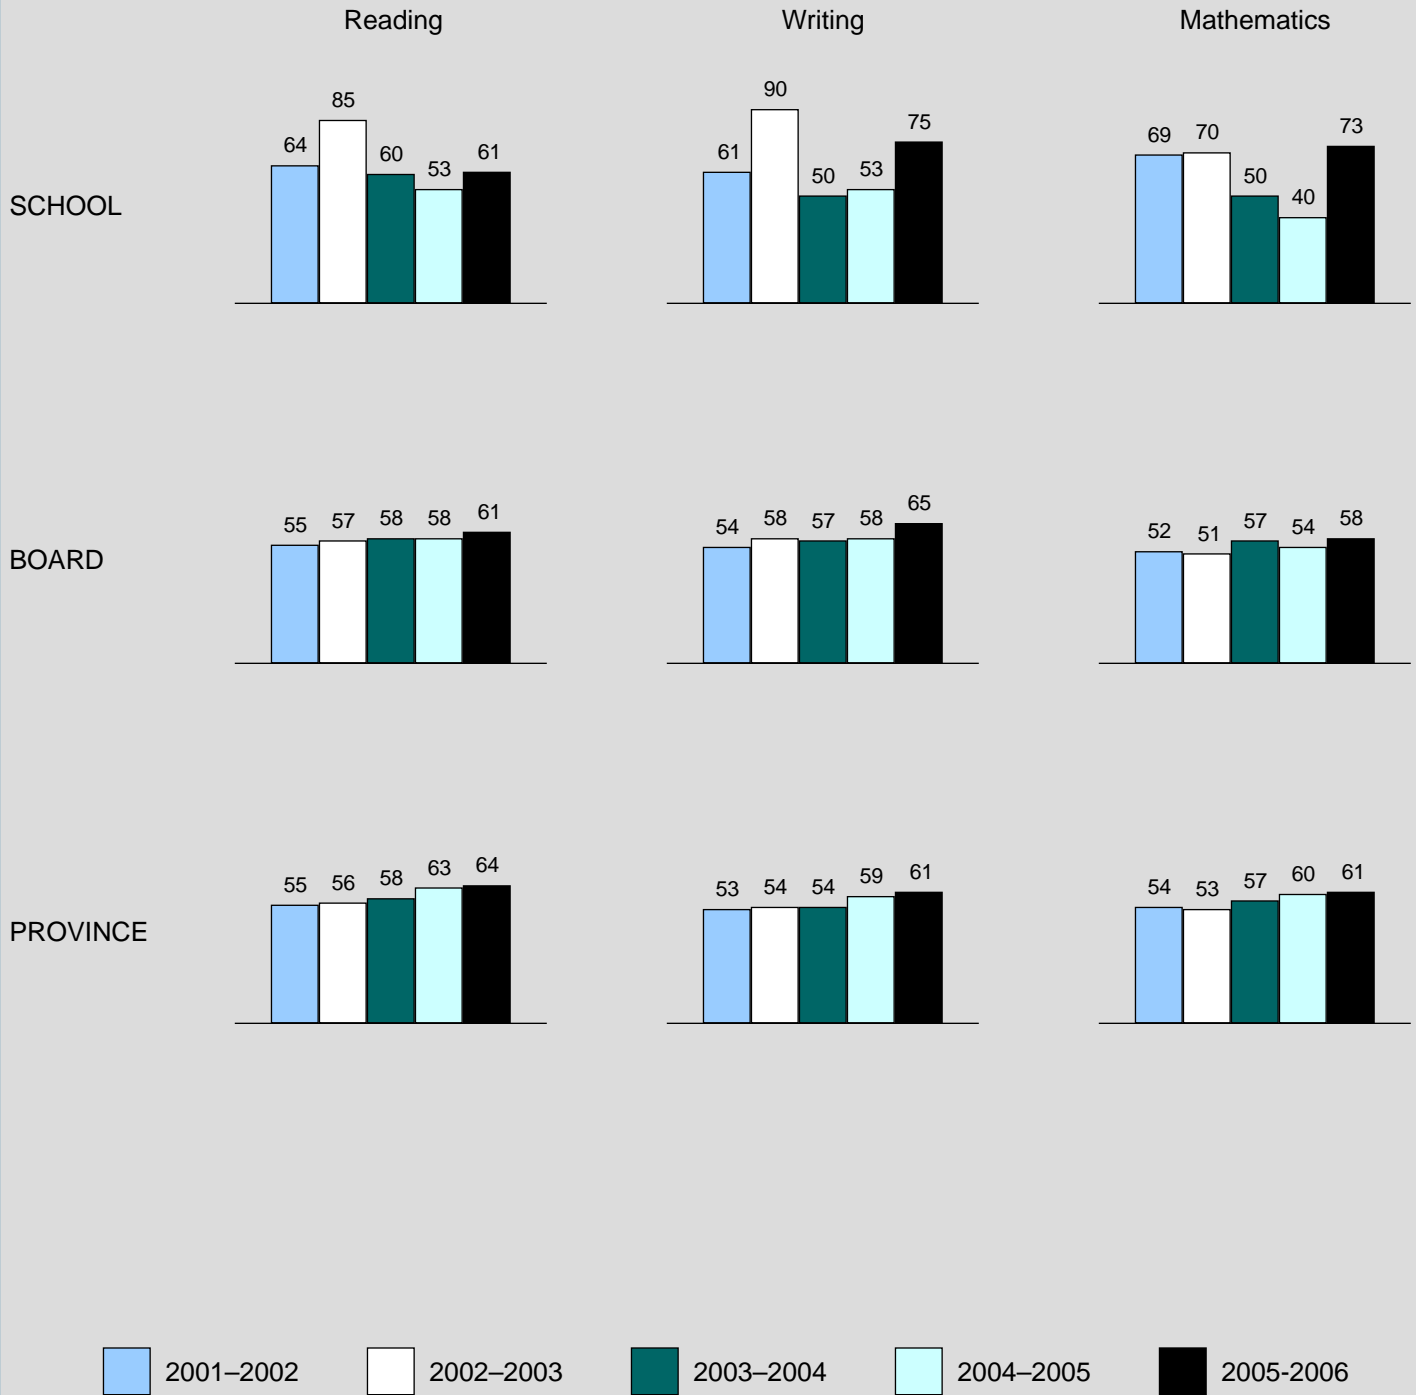 Reading Writing Mathematics
SCHOOL
64 85 60 53 61
61 90 50 53 75
69 70 50 40 73
BOARD
55 57 58 58 61
54 58 57 58 65
52 51 57 54 58
PROVINCE
55 56 58 63 64
53 54 54 59 61
54 53 57 60 61
2001–2002 2002–2003 2003–2004 2004–2005 2005-2006